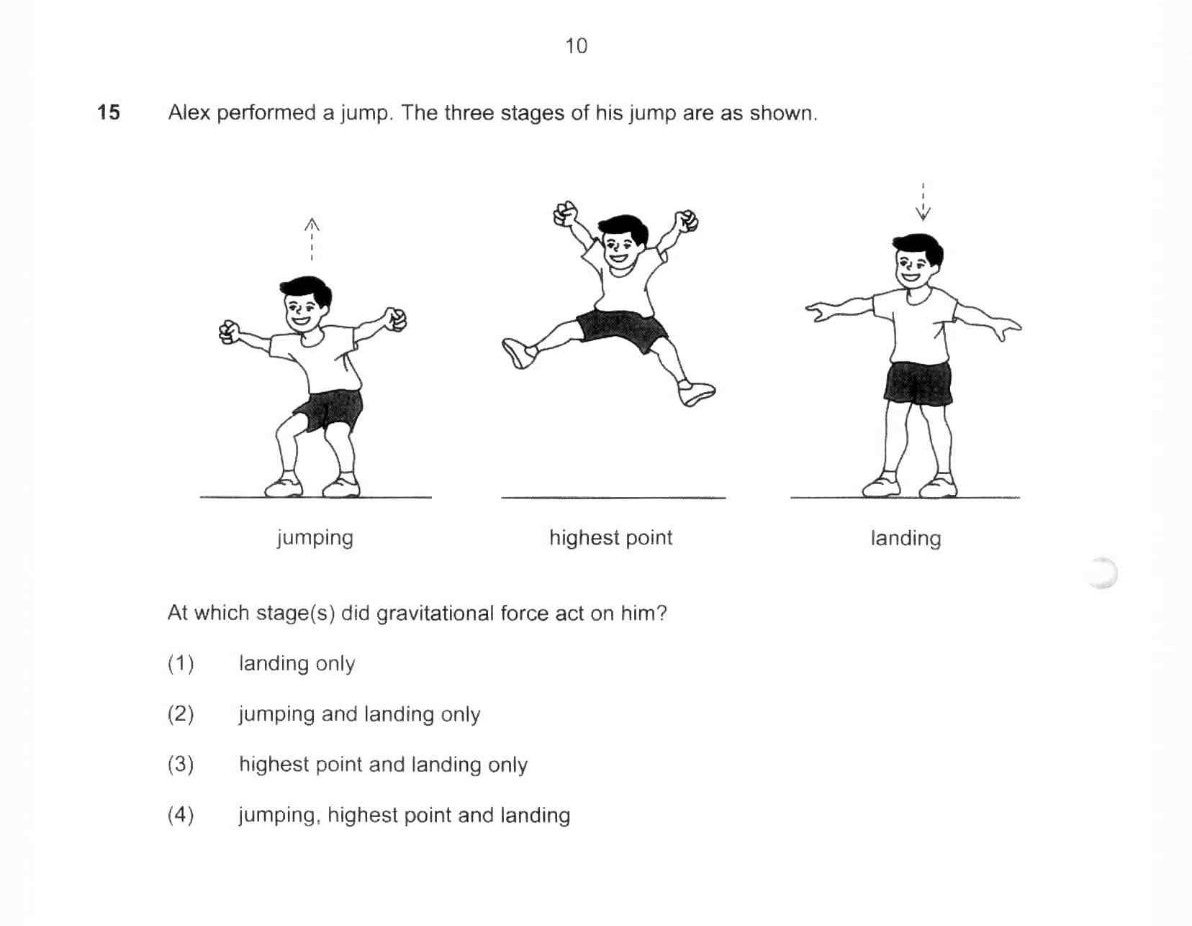 10
15 Alex performed a jump. The three stages of his jump are as shown.
jumping highest point landing
At which stage(s) did gravitational force act on him?
(1) landing only
(2) jumping and landing only
(3) highest point and landing only
(4) jumping, highest point and landing